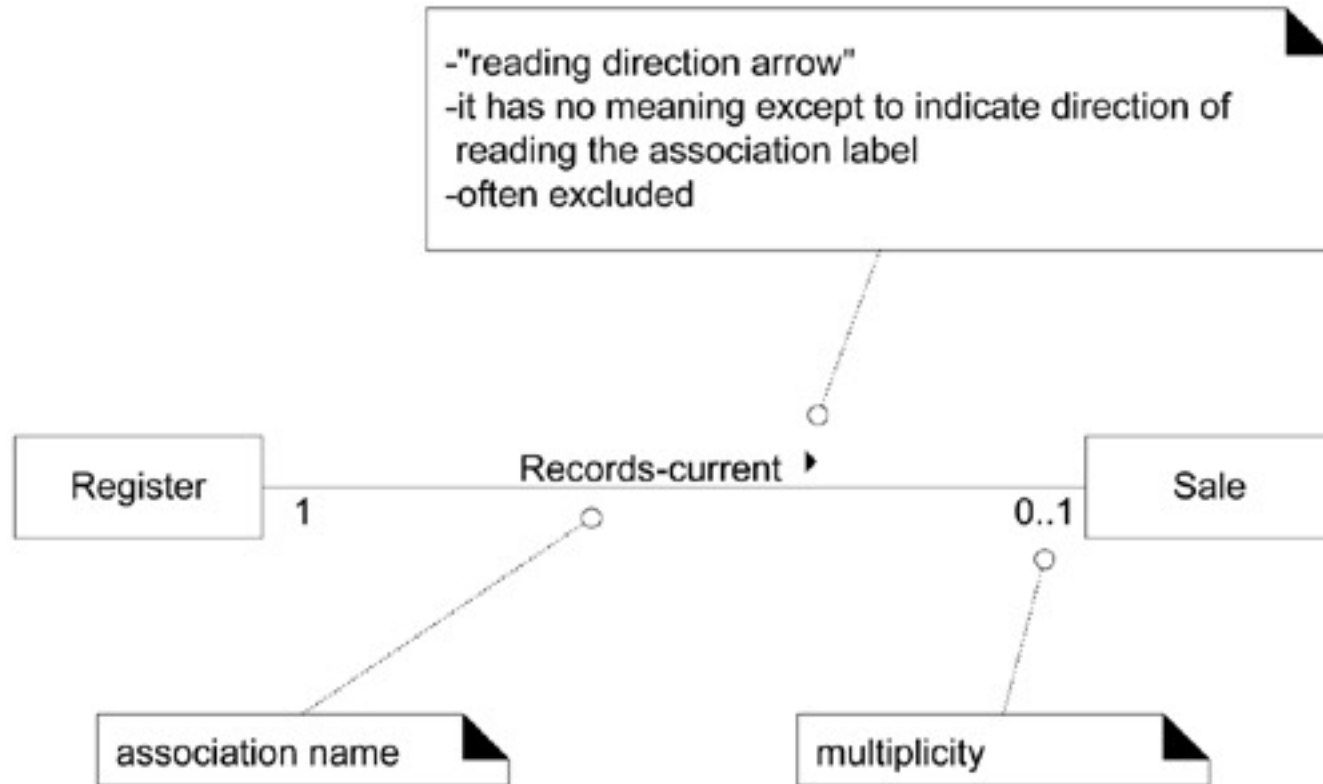 -"reading direction arrow"
-it has no meaning except to indicate direction of
reading the association label
-often excluded
Records-current
Register
Sale
1
0..1
association name
multiplicity